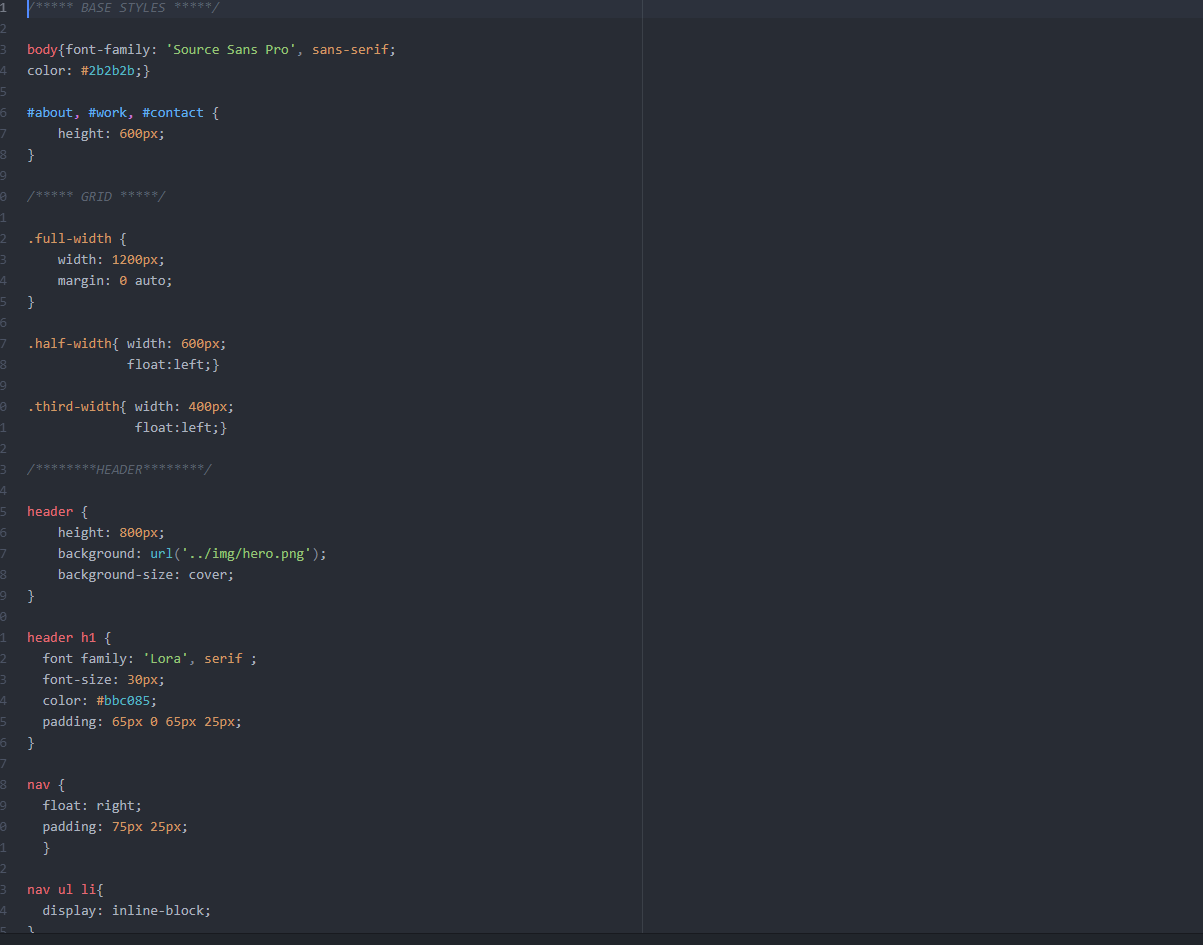 1 /***** BASE STYLES *****/
2
3 body{font-family: 'Source Sans Pro', sans-serif;
4 color: #2b2b2b;}
5
6 #about, #work, #contact {
7 height: 600px;
8 }
9
0 /***** GRID *****/
1
2 .full-width {
3 width: 1200px;
4 margin: 0 auto;
5 }
6
7 .half-width{ width: 600px;
8 float:left;}
9
0 .third-width{ width: 400px;
1 float:left;}
2
3 /********HEADER********/
4
5 header {
6 height: 800px;
7 background: url('../img/hero.png');
8 background-size: cover;
9 }
0
1 header h1 {
2 font family: 'Lora', serif ;
3 font-size: 30px;
4 color: #bbc085;
5 padding: 65px 0 65px 25px;
6 }
7
8 nav {
9 float: right;
0 padding: 75px 25px;
1 }
2
3 nav ul li{
4 display: inline-block;
5 }